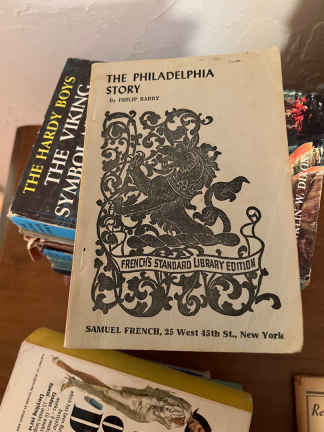 THE PHILADELPHIA
STORY
By PHILIP BARRY
FRENCH'S STANDARD LIBRARY EDITION
SAMUEL FRENCH, 25 West 45th St., New York
THE HARDY BOYS
THE VIKING
SYMBOL
W. DIXON